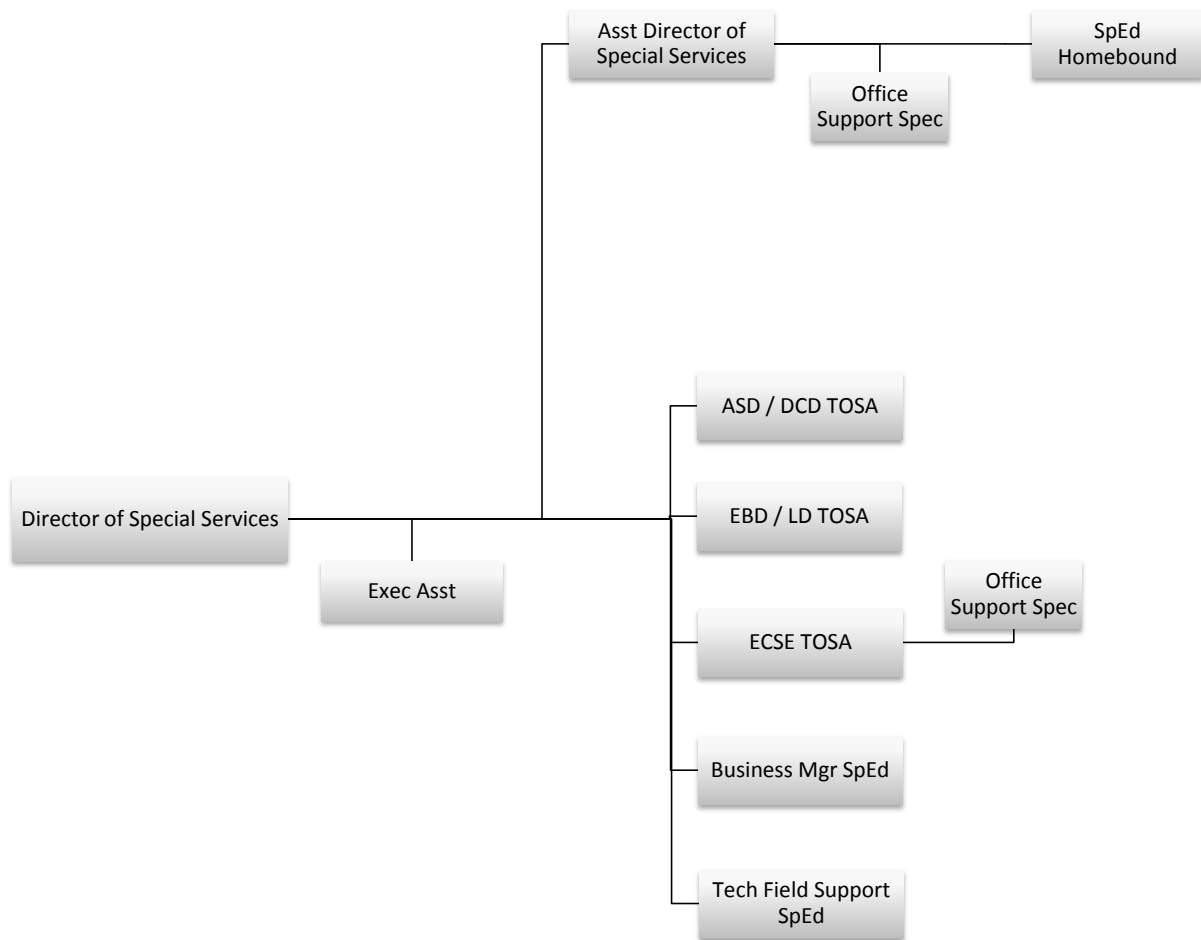 Asst Director of
Special Services
SpEd
Homebound
Office
Support Spec
ASD / DCD TOSA
Director of Special Services
EBD / LD TOSA
Exec Asst
Office
Support Spec
ECSE TOSA
Business Mgr SpEd
Tech Field Support
SpEd